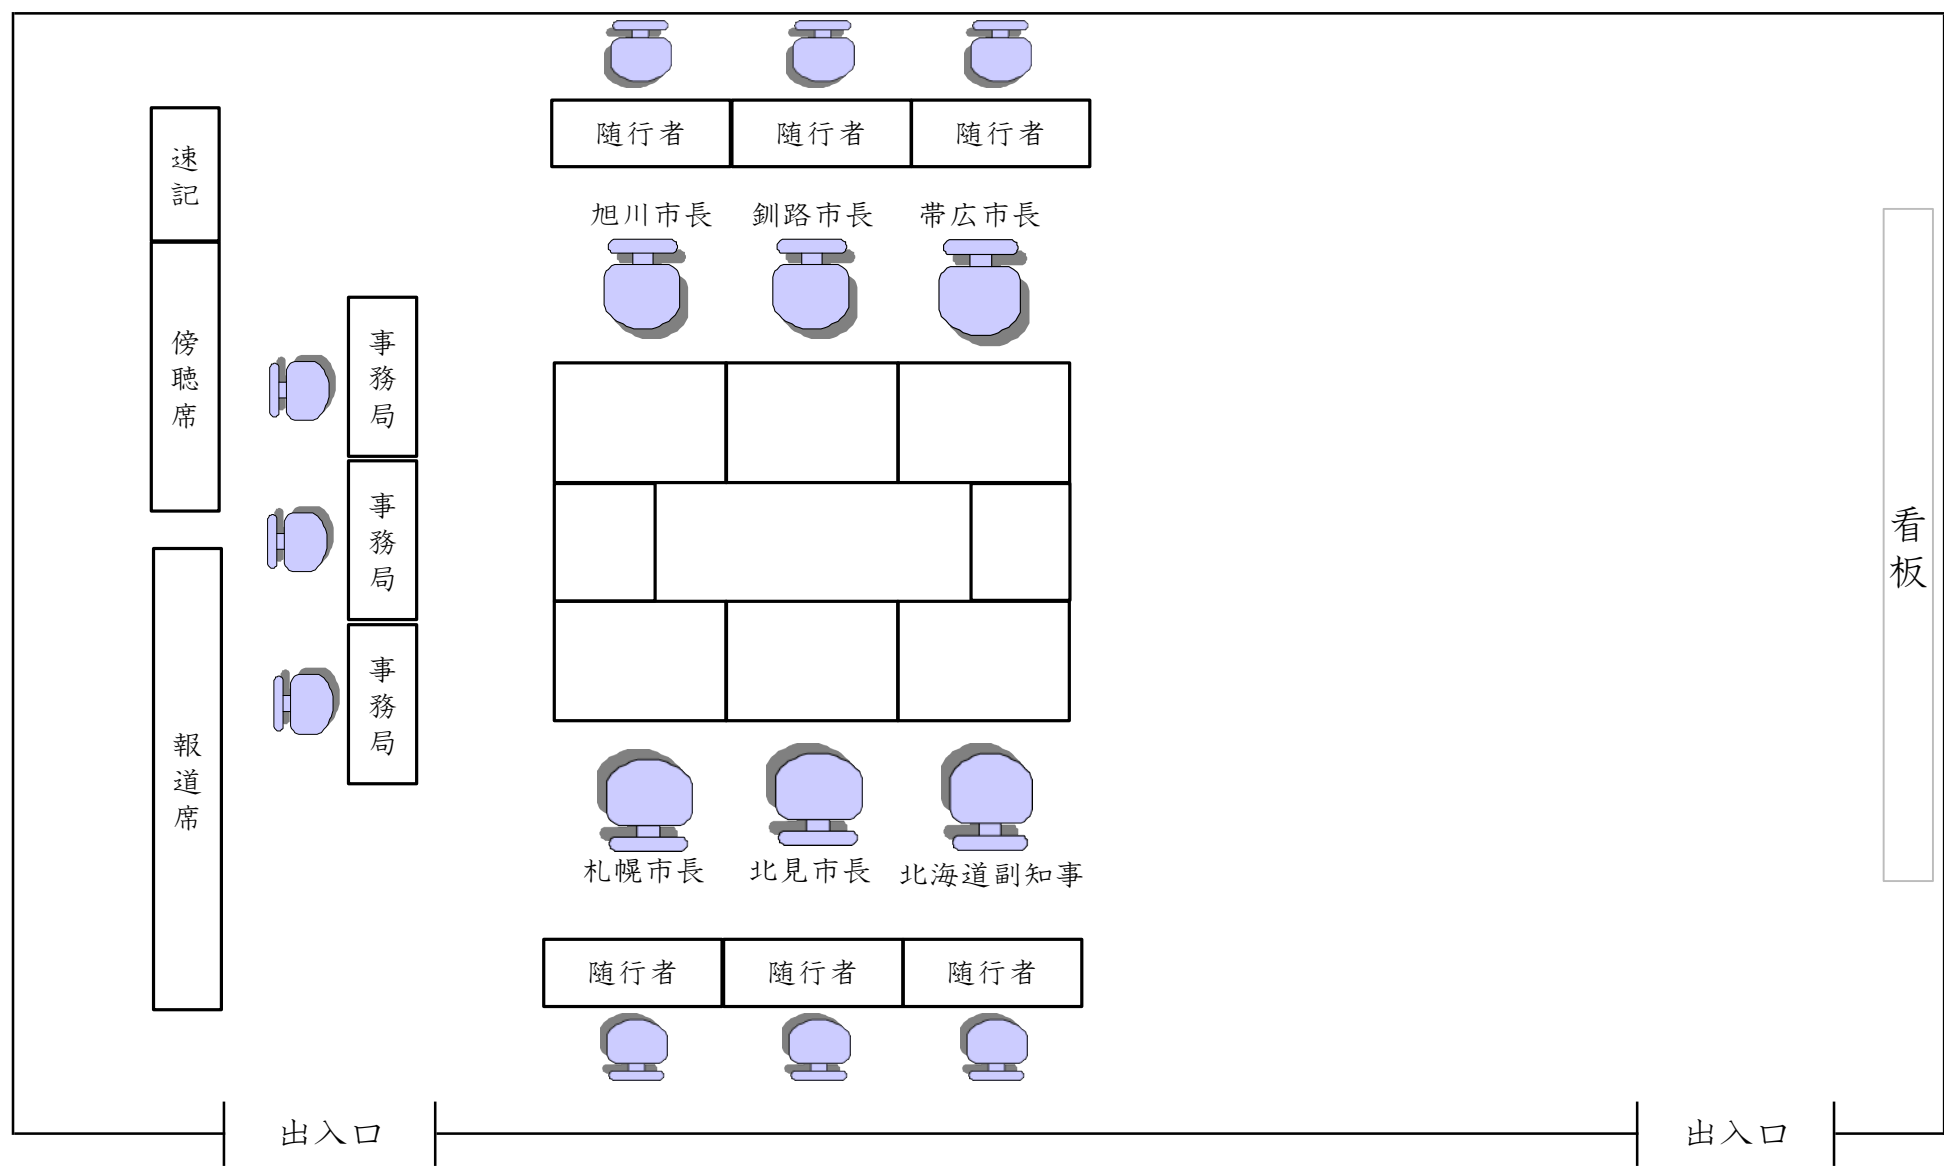 随行者
随行者
随行者
速記
旭川市長
釧路市長
帯広市長
傍聴席
事務局
事務局
看板
事務局
報道席
札幌市長
北見市長
北海道副知事
随行者
随行者
随行者
出入口
出入口